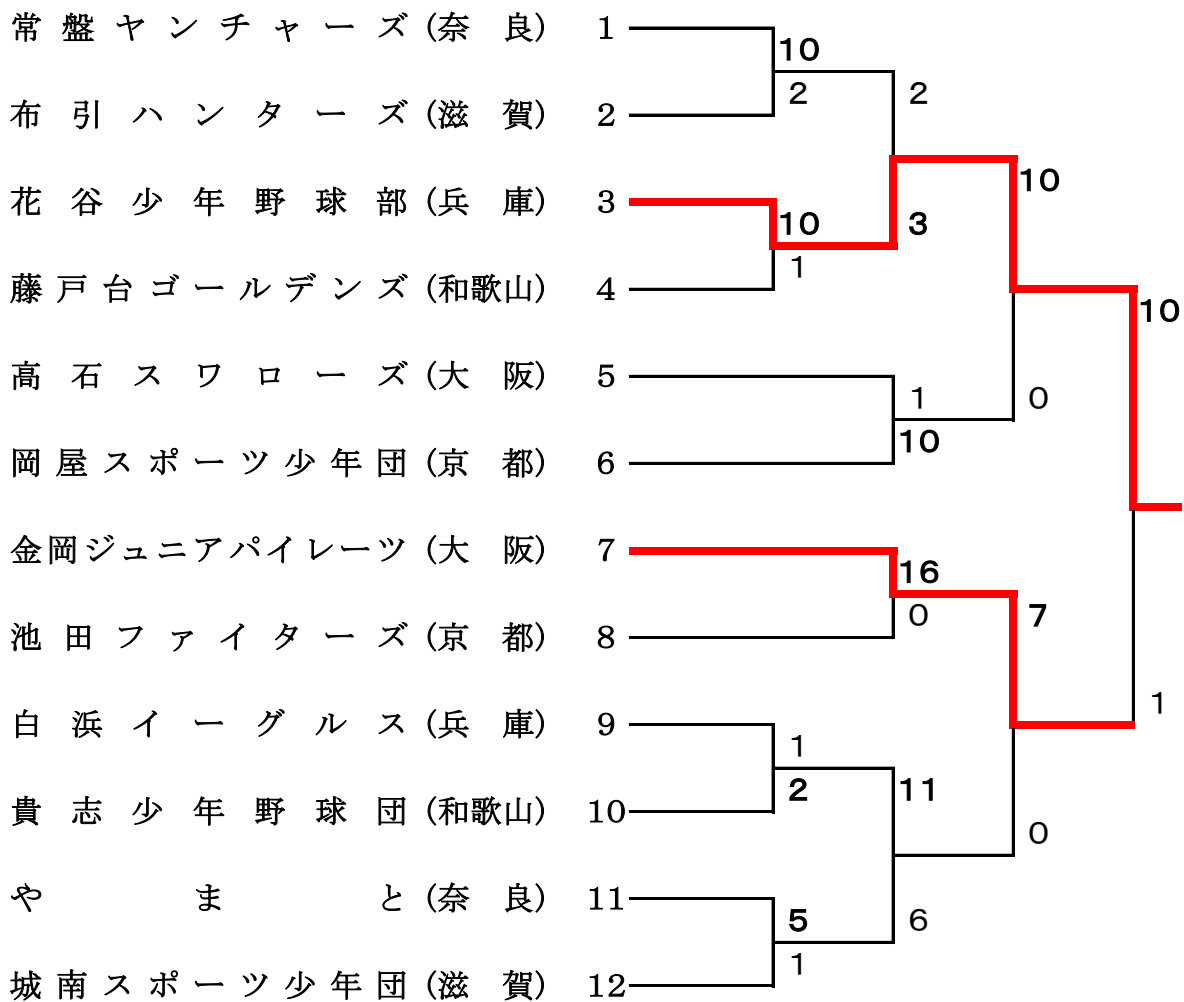 常盤ヤンチャーズ(奈 良) 1
10
2
2
布引ハンターズ(滋 賀) 2
10
花谷少年野球部(兵 庫) 3
10
3
1
藤戸台ゴールデンズ(和歌山) 4
10
高石スワローズ(大 阪) 5
1
0
10
岡屋スポーツ少年団(京 都) 6
金岡ジュニアパイレーツ(大 阪) 7
16
0
7
池田ファイターズ(京 都) 8
1
白浜イーグルス(兵 庫) 9
1
2
11
貴志少年野球団(和歌山) 10
0
やまと(奈 良) 11
5
6
1
城南スポーツ少年団(滋 賀) 12